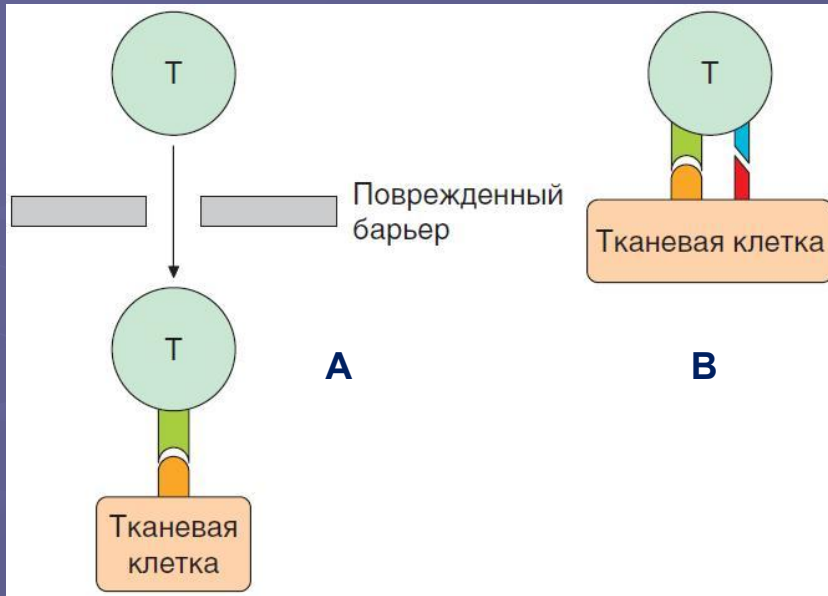 Т
Поврежденный
барьер
Т
А
Тканевая
клетка
Т
Тканевая клетка
В